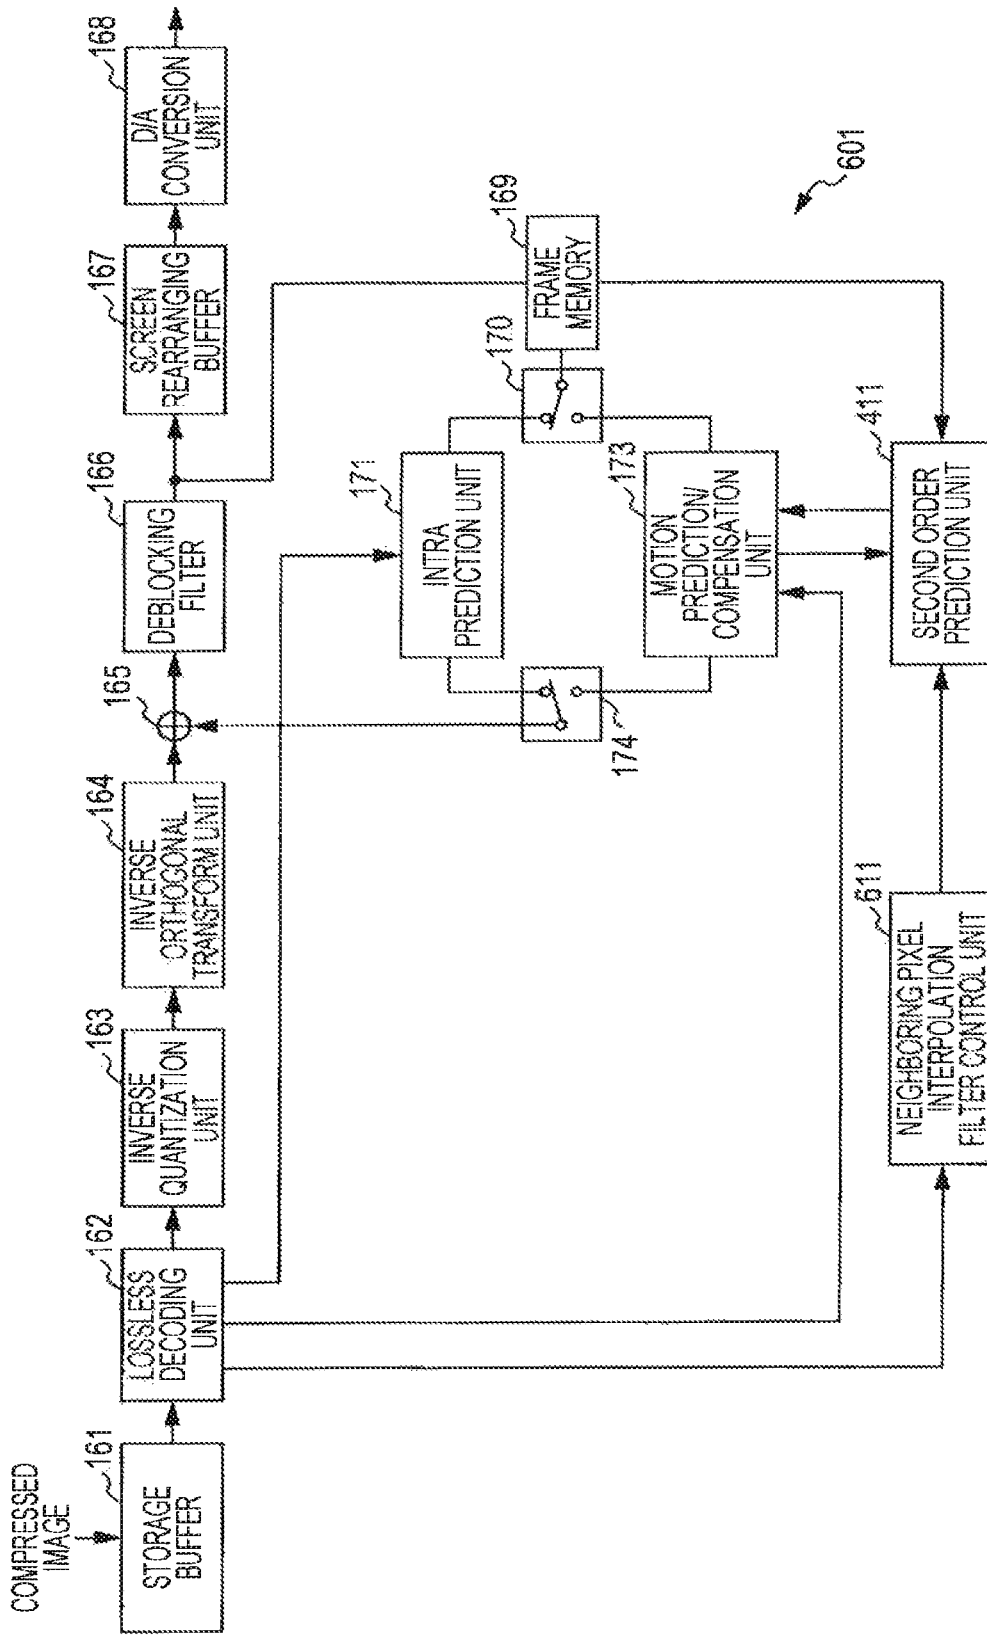 COMPRESSED
IMAGE
161
STORAGE
BUFFER
162
LOSSLESS
DECODING
UNIT
163
INVERSE
QUANTIZATION
UNIT
164
INVERSE
ORTHOGONAL
TRANSFORM UNIT
165
166
DEBLOCKING
FILTER
167
SCREEN
REARRANGING
BUFFER
168
D/A
CONVERSION
UNIT
171
INTRA
PREDICTION UNIT
170
169
FRAME
MEMORY
174
173
MOTION
PREDICTION/
COMPENSATION
UNIT
601
611
NEIGHBORING PIXEL
INTERPOLATION
FILTER CONTROL UNIT
411
SECOND ORDER
PREDICTION UNIT